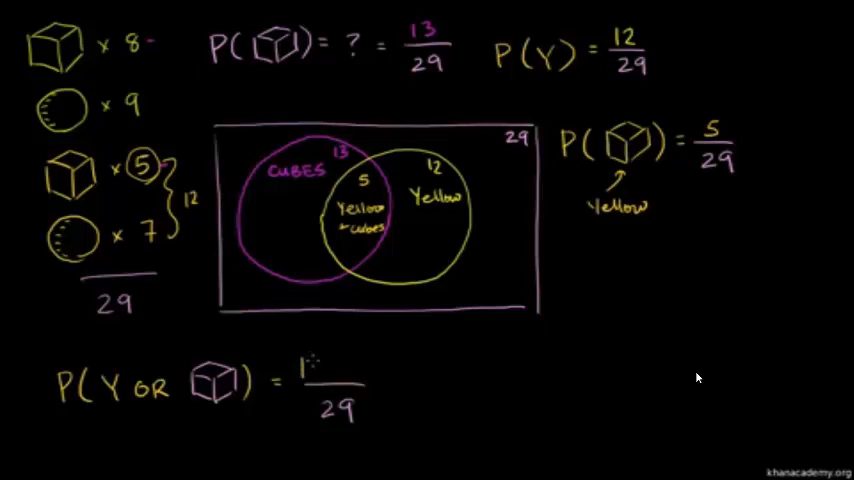 × 8
× 9
× 5
× 7
12
29
P( ) = ? = 13/29
P(Y) = 12/29
29
CUBES 13
5 Yellow + cubes
12 Yellow
P( ) = 5/29
Yellow
P(Y OR ) = 1 /29
khanacademy.org